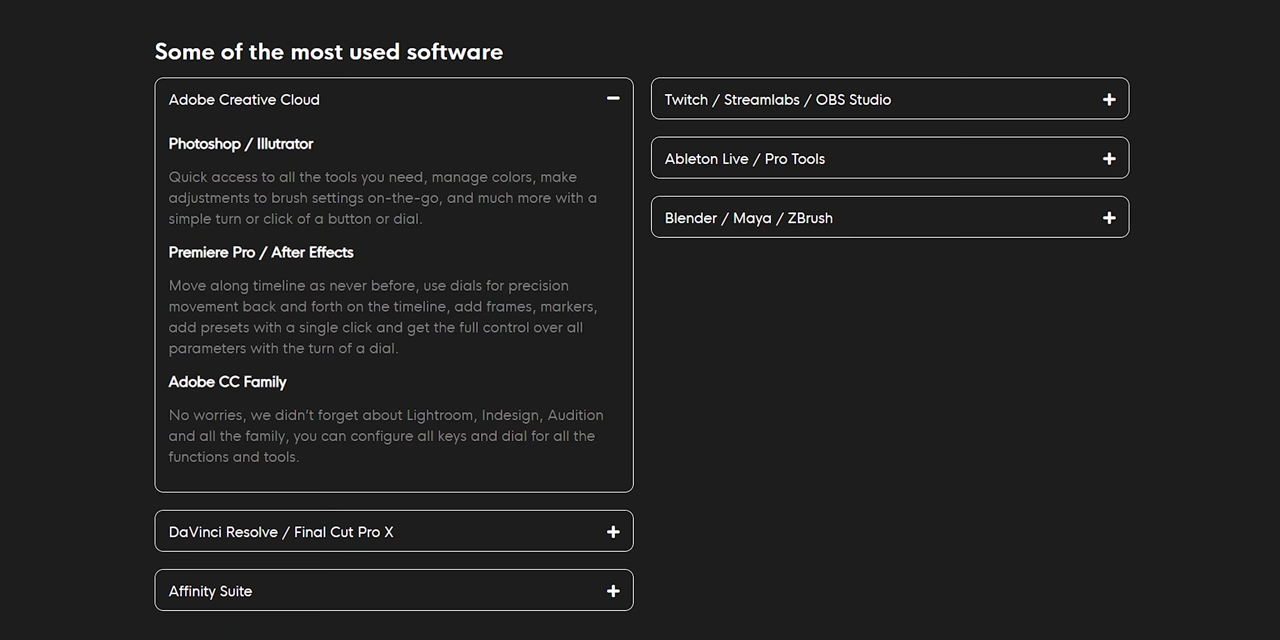 Some of the most used software
Adobe Creative Cloud
Photoshop / Illutrator
Quick access to all the tools you need, manage colors, make
adjustments to brush settings on-the-go, and much more with a
simple turn or click of a button or dial.
Premiere Pro / After Effects
Move along timeline as never before, use dials for precision
movement back and forth on the timeline, add frames, markers,
add presets with a single click and get the full control over all
parameters with the turn of a dial.
Adobe CC Family
No worries, we didn't forget about Lightroom, Indesign, Audition
and all the family, you can configure all keys and dial for all the
functions and tools.
DaVinci Resolve / Final Cut Pro X
Affinity Suite
Twitch / Streamlabs / OBS Studio
Ableton Live / Pro Tools
Blender / Maya / ZBrush